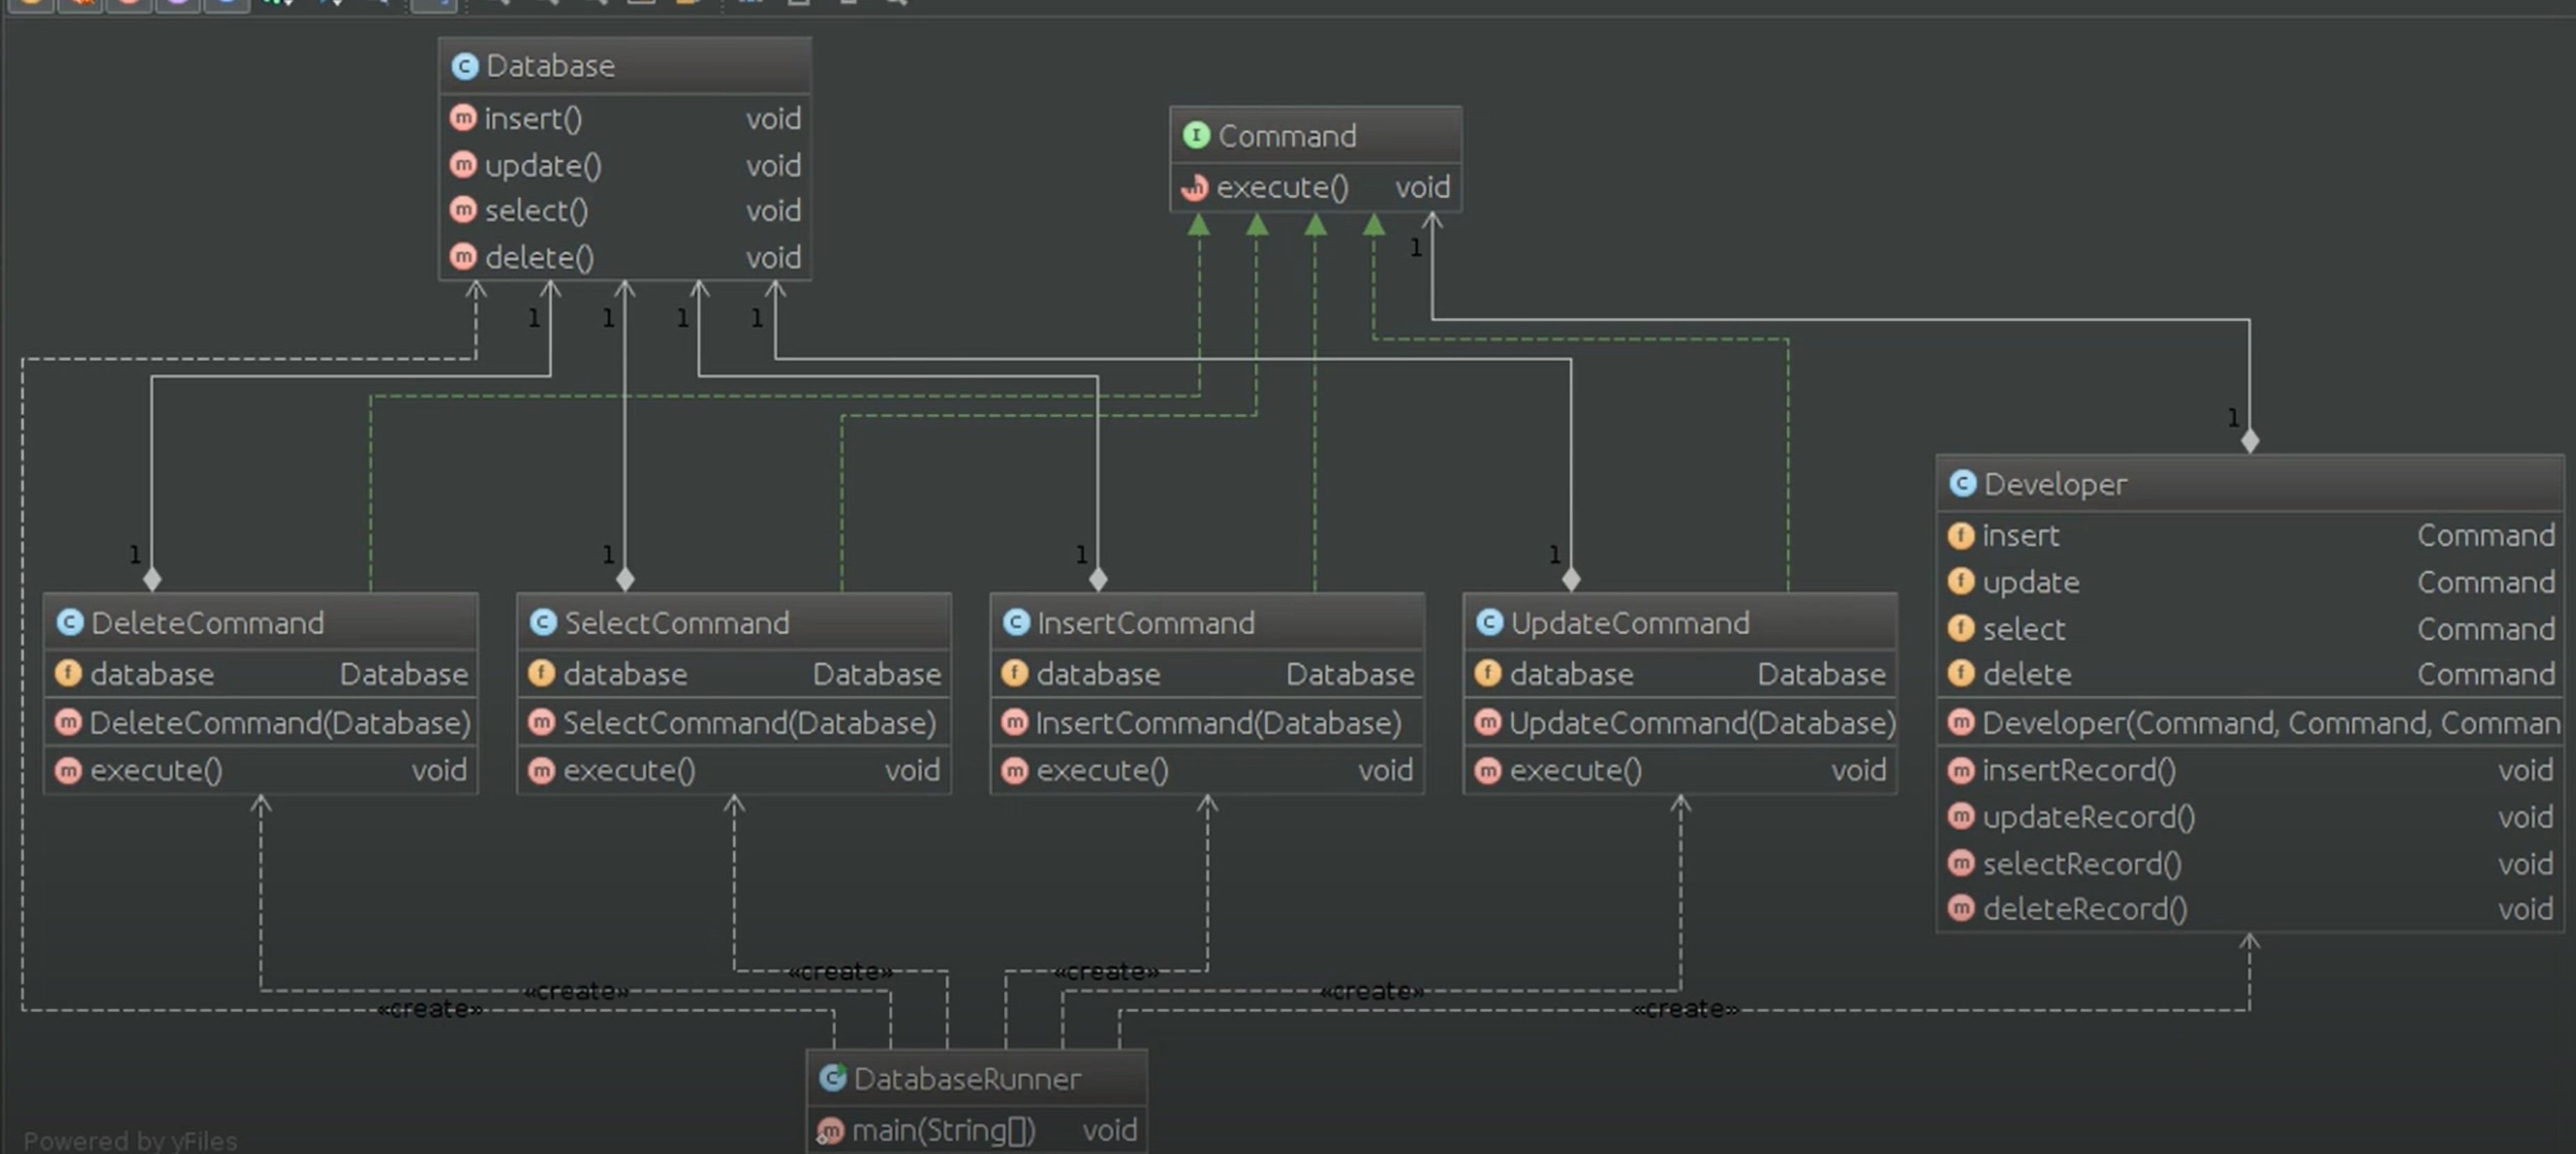 Database
insert() void
update() void
select() void
delete() void
Command
execute() void
1 1 1 1
1
1
1 1 1 1
DeleteCommand
database Database
DeleteCommand(Database)
execute() void
SelectCommand
database Database
SelectCommand(Database)
execute() void
InsertCommand
database Database
InsertCommand(Database)
execute() void
UpdateCommand
database Database
UpdateCommand(Database)
execute() void
Developer
insert Command
update Command
select Command
delete Command
Developer(Command, Command, Comman
insertRecord() void
updateRecord() void
selectRecord() void
deleteRecord() void
«create» «create»
«create» «create»
«create» «create»
DatabaseRunner
main(String[]) void
Powered by yFiles